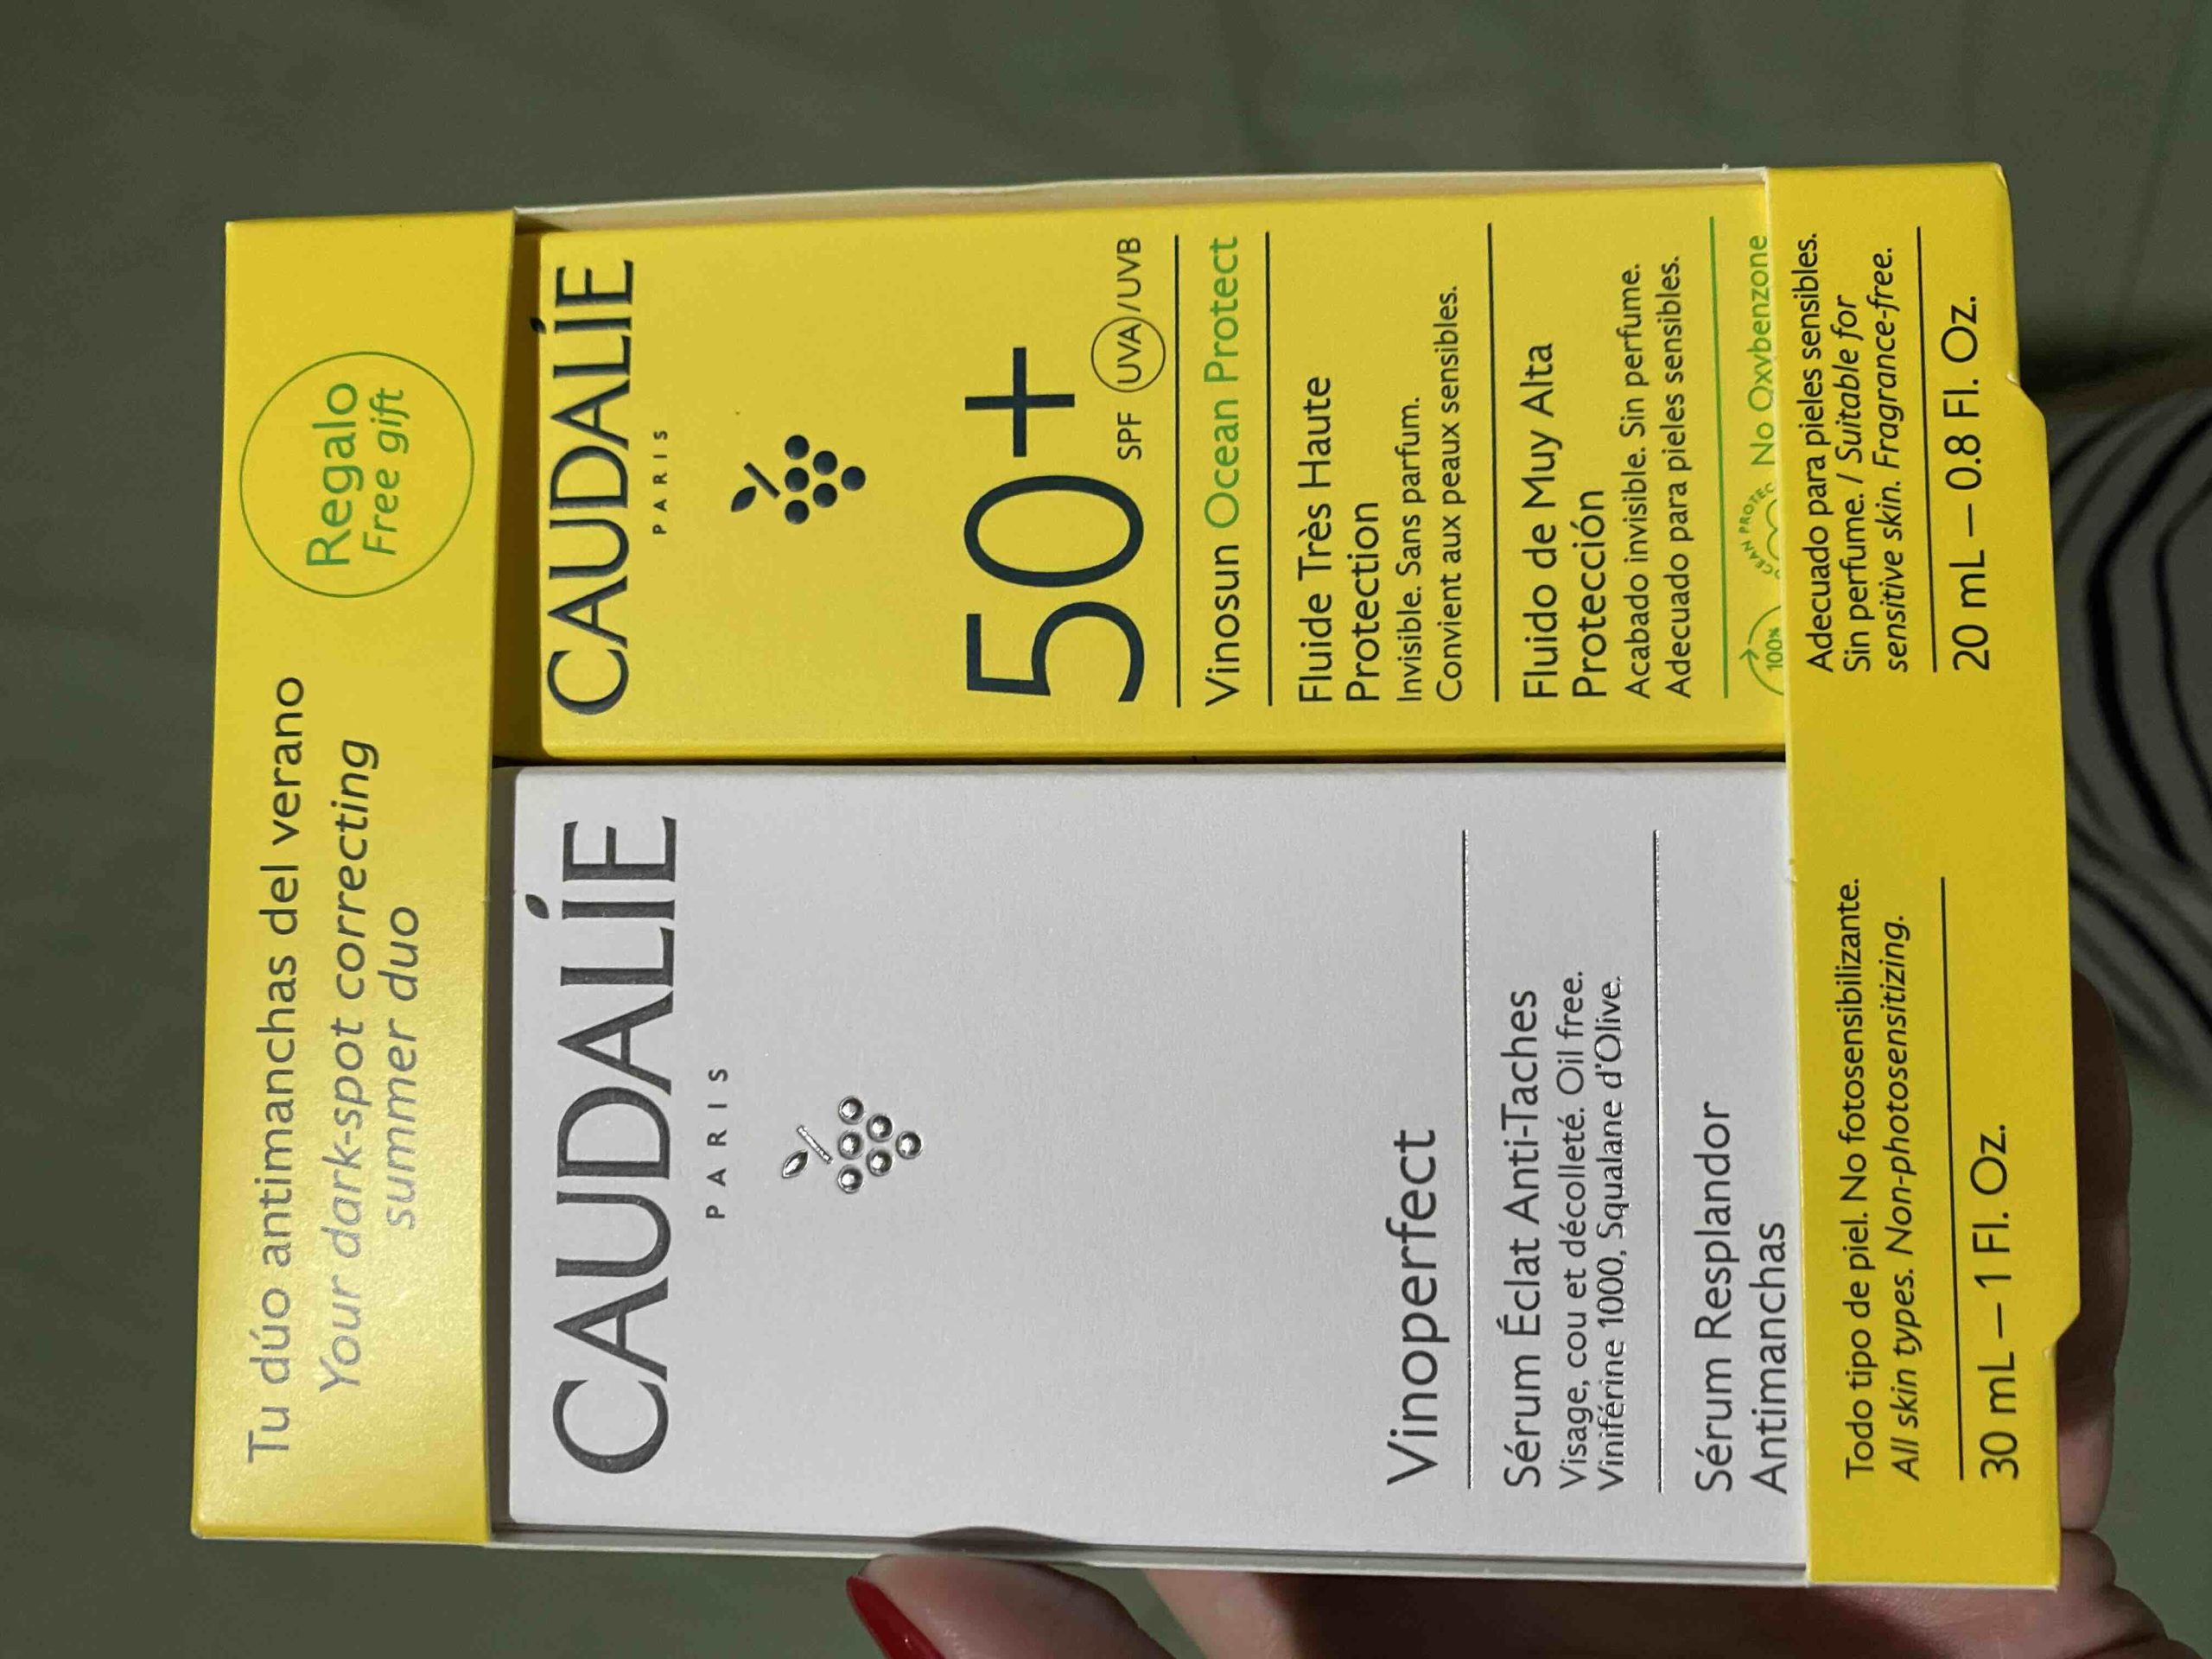 Tu dúo antimanchas del verano
Your dark-spot correcting
summer duo
Regalo
Free gift
CAUDALÍE
PARIS
Vinoperfect
Sérum Éclat Anti-Taches
Visage, cou et décolleté. Oil free.
Viniférine 1000, Squalane d'Olive.
Sérum Resplandor
Antimanchas
Todo tipo de piel. No fotosensibilizante.
All skin types. Non-photosensitizing.
30 mL – 1 Fl. Oz.
CAUDALÍE
PARIS
50+
SPF UVA/UVB
Vinosun Ocean Protect
Fluide Très Haute
Protection
Invisible. Sans parfum.
Convient aux peaux sensibles.
Fluido de Muy Alta
Protección
Acabado invisible. Sin perfume.
Adecuado para pieles sensibles.
100% No Oxybenzone
Adecuado para pieles sensibles.
Sin perfume. / Suitable for
sensitive skin. Fragrance-free.
20 mL – 0.8 Fl. Oz.